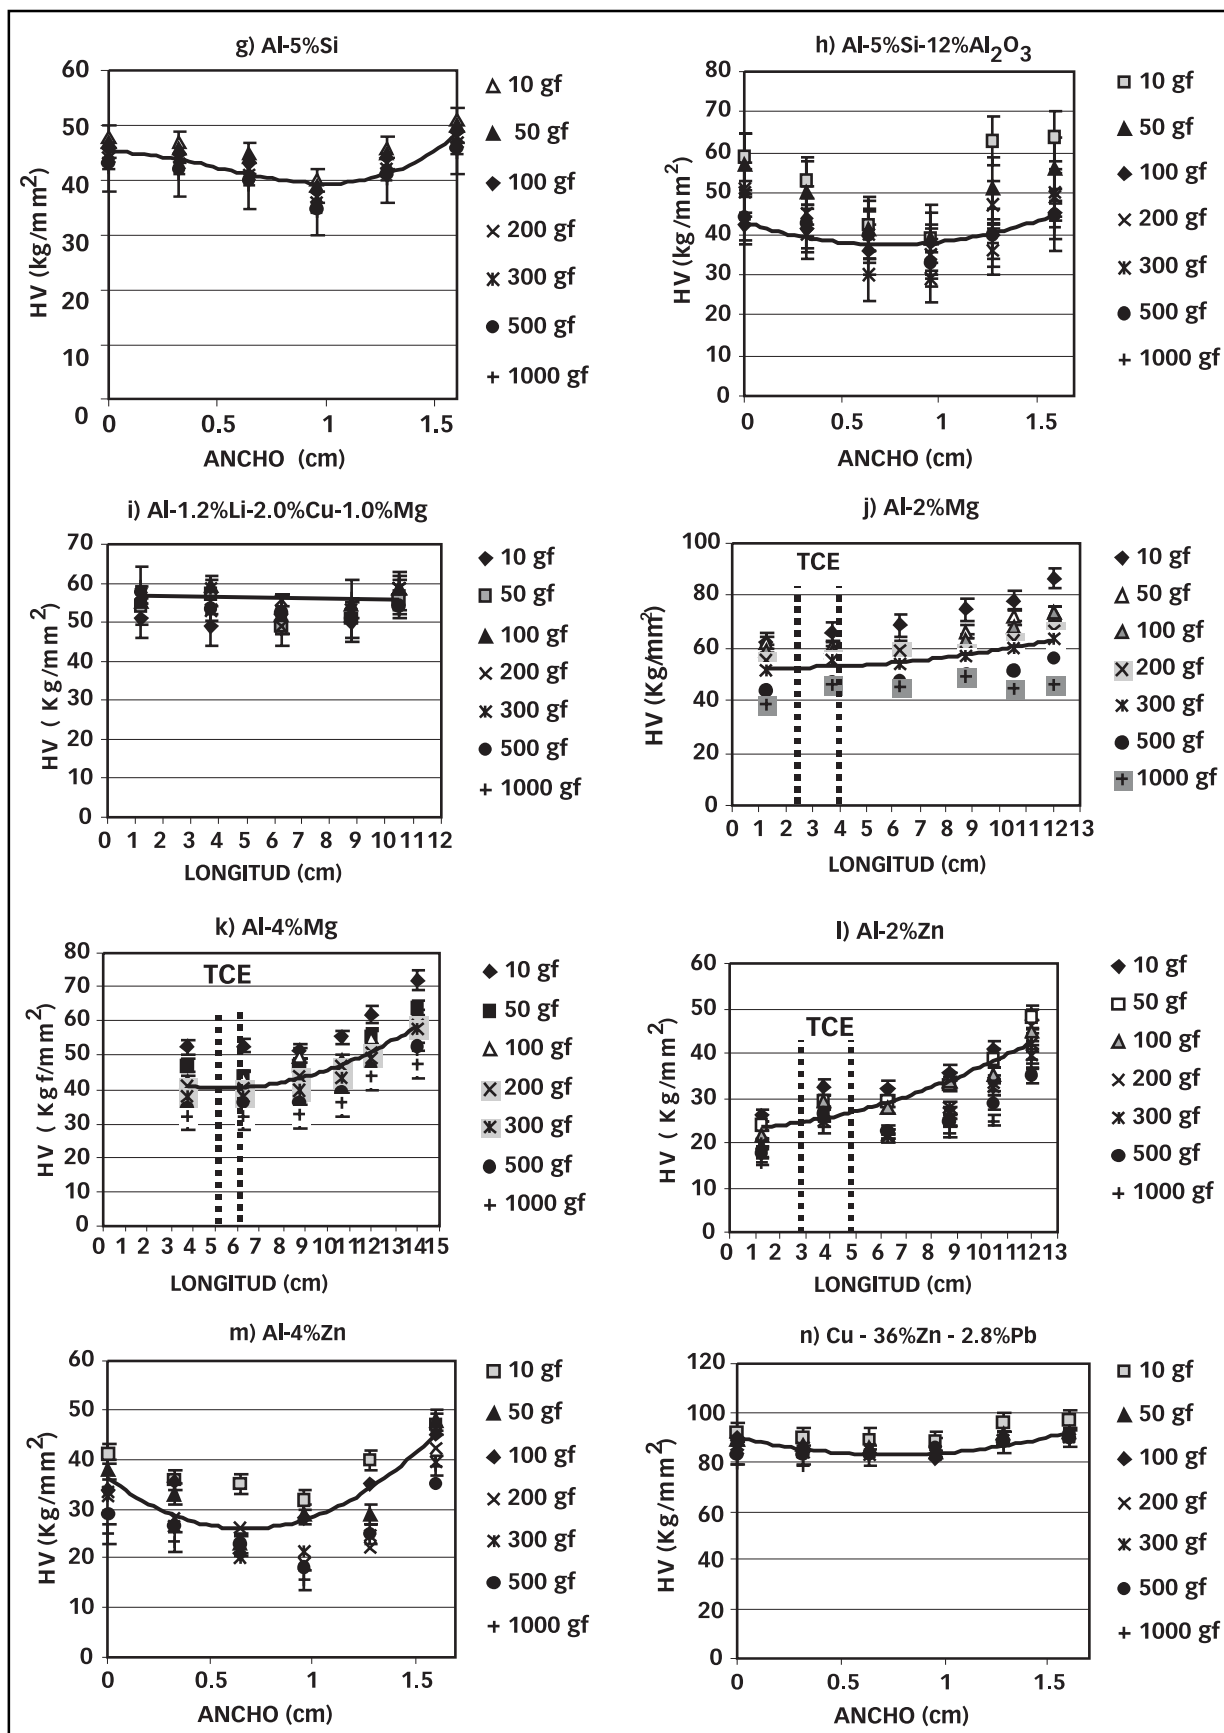 g) Al-5%Si
60
50
40
30
20
10
0
HV (kg/mm²)
0 0.5 1 1.5
ANCHO (cm)
10 gf
50 gf
100 gf
200 gf
300 gf
500 gf
1000 gf
h) Al-5%Si-12%Al₂O₃
80
70
60
50
40
30
20
10
0
HV (kg/mm²)
0 0.5 1 1.5
ANCHO (cm)
10 gf
50 gf
100 gf
200 gf
300 gf
500 gf
1000 gf
i) Al-1.2%Li-2.0%Cu-1.0%Mg
70
60
50
40
30
20
10
0
HV ( Kg/mm²)
0 1 2 3 4 5 6 7 8 9 10 11 12
LONGITUD (cm)
10 gf
50 gf
100 gf
200 gf
300 gf
500 gf
1000 gf
j) Al-2%Mg
TCE
100
80
60
40
20
0
HV (Kg/mm²)
0 1 2 3 4 5 6 7 8 9 10 11 12 13
LONGITUD (cm)
10 gf
50 gf
100 gf
200 gf
300 gf
500 gf
1000 gf
k) Al-4%Mg
TCE
80
70
60
50
40
30
20
10
0
HV ( Kgf/mm²)
0 1 2 3 4 5 6 7 8 9 10 11 12 13 14 15
LONGITUD (cm)
10 gf
50 gf
100 gf
200 gf
300 gf
500 gf
1000 gf
l) Al-2%Zn
TCE
60
50
40
30
20
10
0
HV ( Kg/mm²)
0 1 2 3 4 5 6 7 8 9 10 11 12 13
LONGITUD (cm)
10 gf
50 gf
100 gf
200 gf
300 gf
500 gf
1000 gf
m) Al-4%Zn
60
50
40
30
20
10
0
HV (Kg/mm²)
0 0.5 1 1.5
ANCHO (cm)
10 gf
50 gf
100 gf
200 gf
300 gf
500 gf
1000 gf
n) Cu - 36%Zn - 2.8%Pb
120
100
80
60
40
20
0
HV (Kg/mm²)
0 0.5 1 1.5
ANCHO (cm)
10 gf
50 gf
100 gf
200 gf
300 gf
500 gf
1000 gf